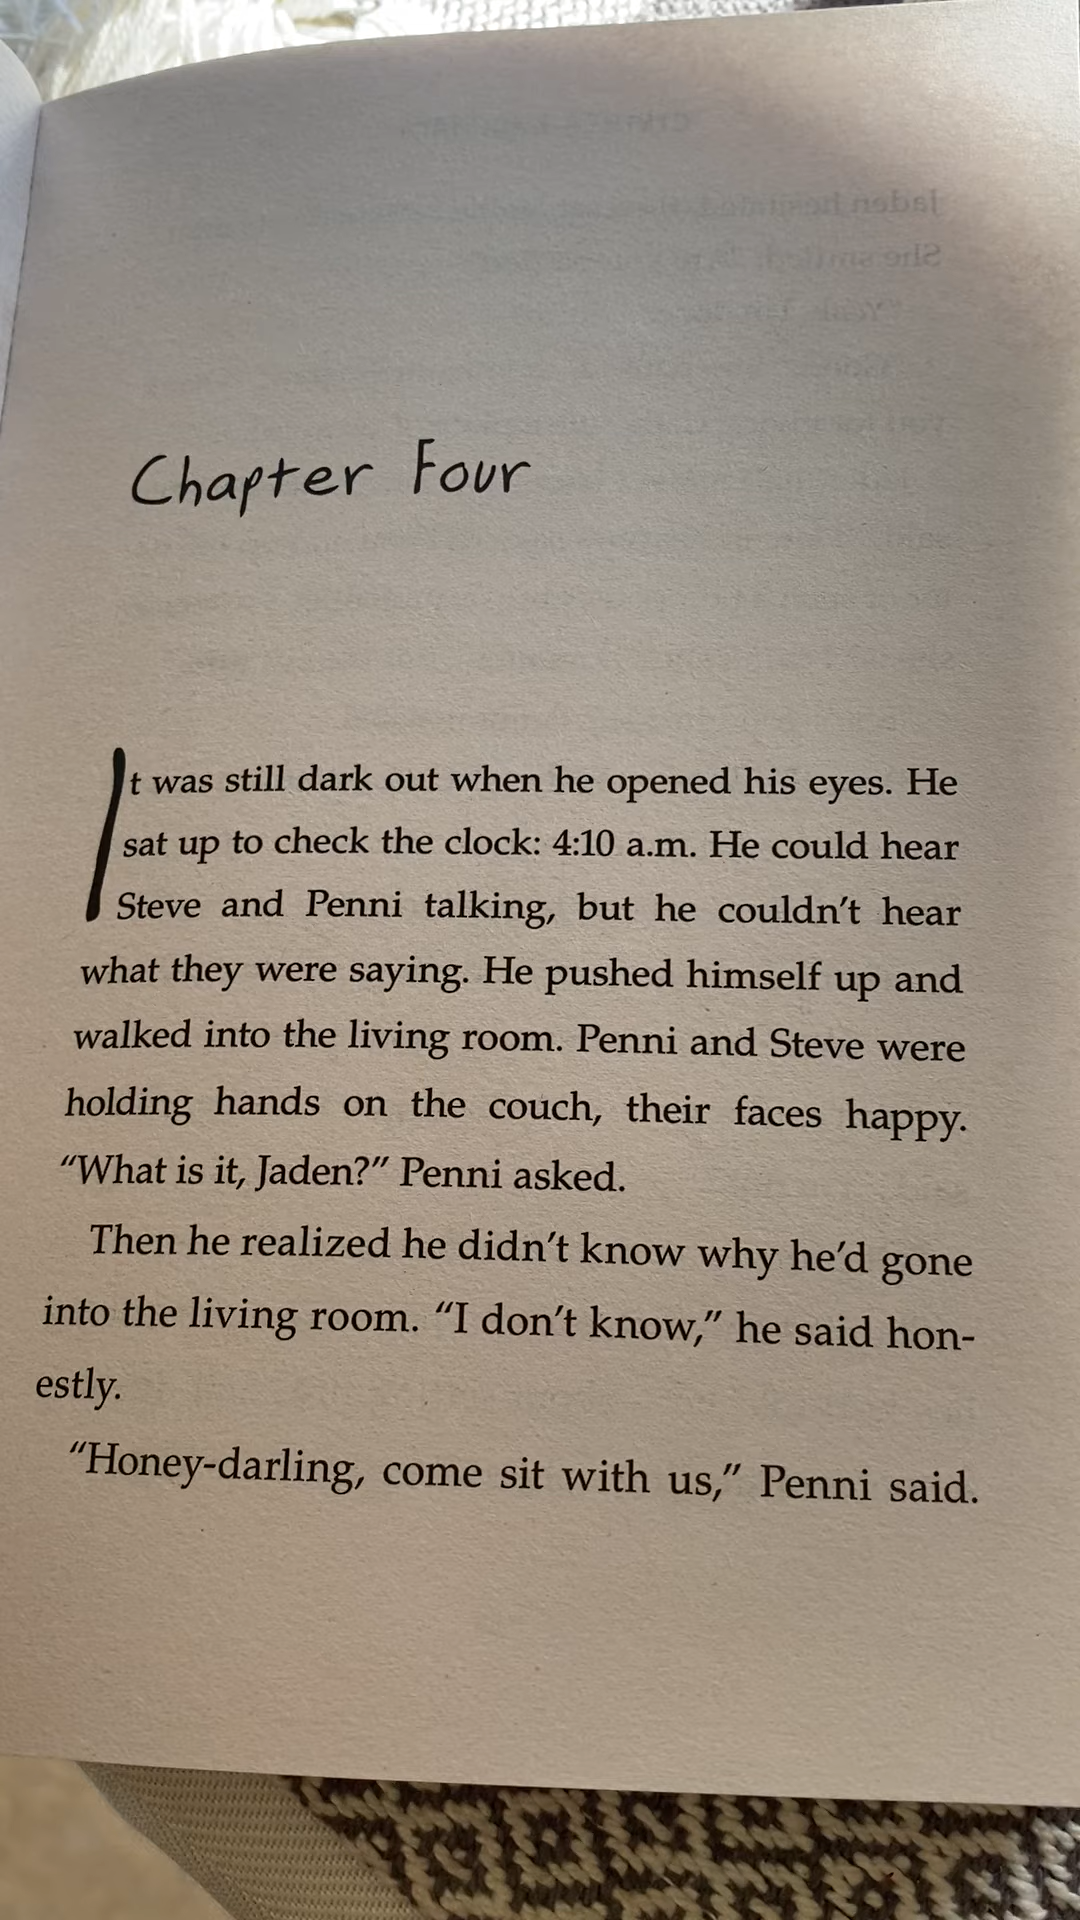 Chapter Four
It was still dark out when he opened his eyes. He
sat up to check the clock: 4:10 a.m. He could hear
Steve and Penni talking, but he couldn’t hear
what they were saying. He pushed himself up and
walked into the living room. Penni and Steve were
holding hands on the couch, their faces happy.
“What is it, Jaden?” Penni asked.
Then he realized he didn’t know why he’d gone
into the living room. “I don’t know,” he said hon-
estly.
“Honey-darling, come sit with us,” Penni said.